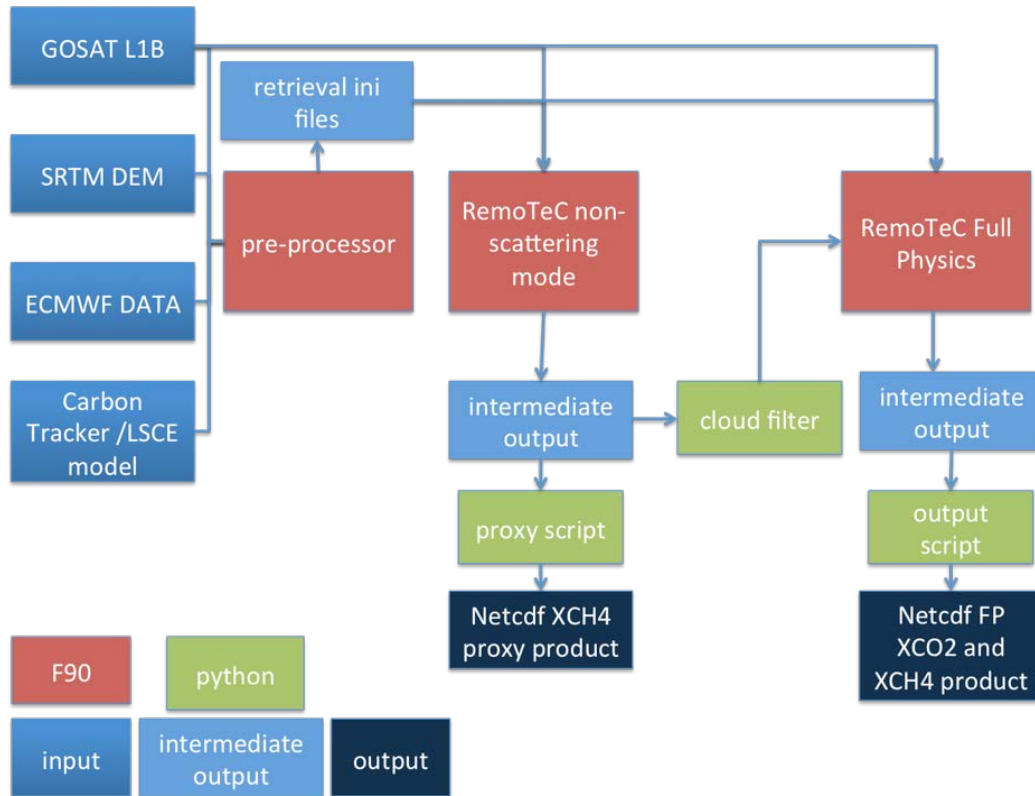 GOSAT L1B
retrieval ini
files
SRTM DEM
pre-processor
RemoTeC non-
scattering
mode
RemoTeC Full
Physics
ECMWF DATA
Carbon
Tracker /LSCE
model
intermediate
output
cloud filter
intermediate
output
proxy script
output
script
Netcdf XCH4
proxy product
Netcdf FP
XCO2 and
XCH4 product
F90
python
input
intermediate
output
output